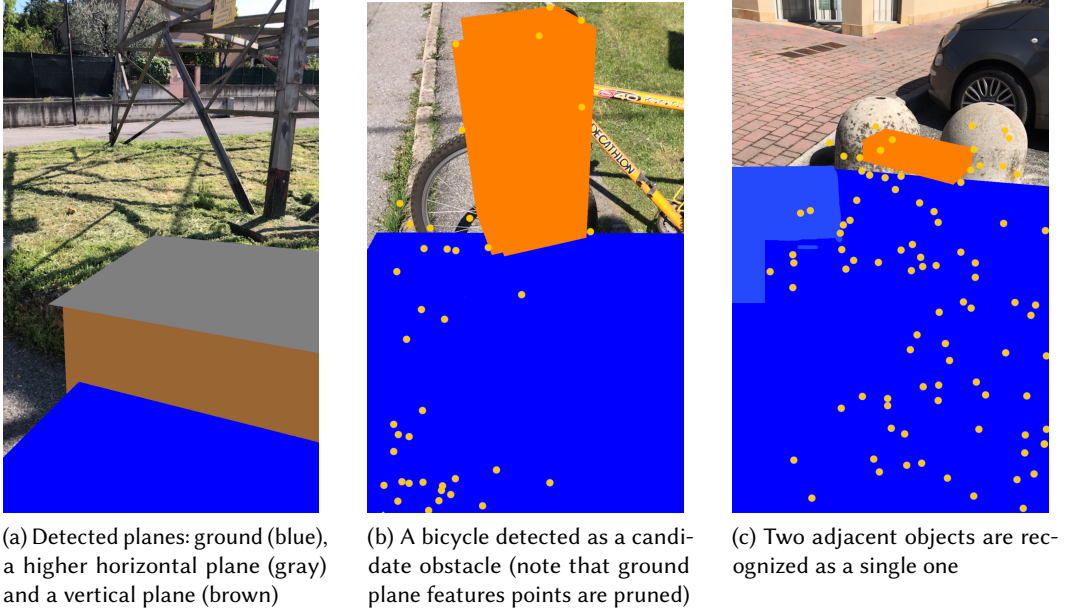 DECATHLON
(a) Detected planes: ground (blue),
a higher horizontal plane (gray)
and a vertical plane (brown)
(b) A bicycle detected as a candi-
date obstacle (note that ground
plane features points are pruned)
(c) Two adjacent objects are rec-
ognized as a single one